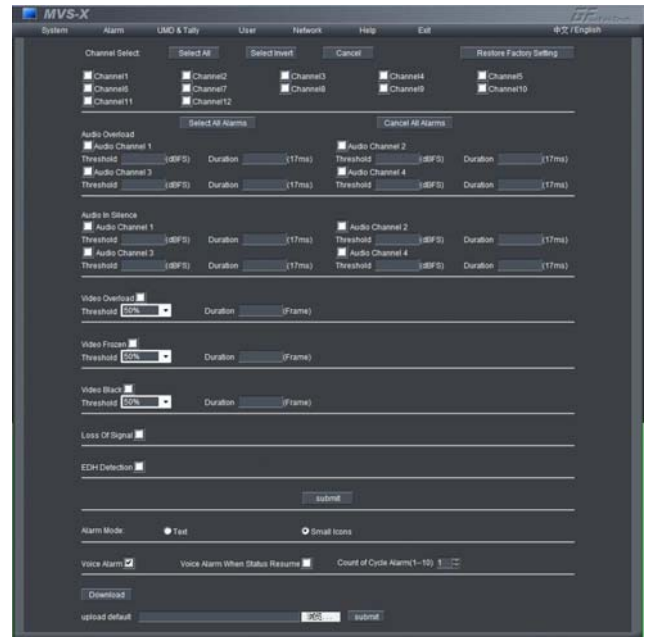 MVS-X
System Alarm UMD & Tally User Network Help Exit 中文 / English
Channel Select: Select All Select Invert Cancel Restore Factory Setting
Channel1 Channel2 Channel3 Channel4 Channel5
Channel6 Channel7 Channel8 Channel9 Channel10
Channel11 Channel12
Select All Alarms Cancel All Alarms
Audio Overload
Audio Channel 1 Audio Channel 2
Threshold (dBFS) Duration (17ms) Threshold (dBFS) Duration (17ms)
Audio Channel 3 Audio Channel 4
Threshold (dBFS) Duration (17ms) Threshold (dBFS) Duration (17ms)
Audio In Silence
Audio Channel 1 Audio Channel 2
Threshold (dBFS) Duration (17ms) Threshold (dBFS) Duration (17ms)
Audio Channel 3 Audio Channel 4
Threshold (dBFS) Duration (17ms) Threshold (dBFS) Duration (17ms)
Video Overload
Threshold 50% Duration (Frame)
Video Frozen
Threshold 50% Duration (Frame)
Video Black
Threshold 50% Duration (Frame)
Loss Of Signal
EDH Detection
submit
Alarm Mode: Text Small Icons
Voice Alarm Voice Alarm When Status Resume Count of Cycle Alarm(1~10) 1
Download
upload default submit